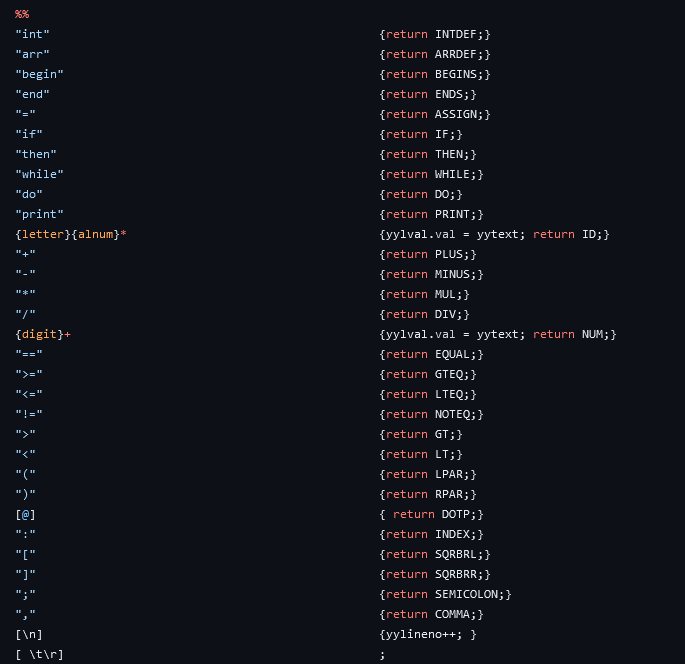 %%
"int" {return INTDEF;}
"arr" {return ARRDEF;}
"begin" {return BEGINS;}
"end" {return ENDS;}
"=" {return ASSIGN;}
"if" {return IF;}
"then" {return THEN;}
"while" {return WHILE;}
"do" {return DO;}
"print" {return PRINT;}
{letter}{alnum}* {yylval.val = yytext; return ID;}
"+" {return PLUS;}
"-" {return MINUS;}
"*" {return MUL;}
"/" {return DIV;}
{digit}+ {yylval.val = yytext; return NUM;}
"==" {return EQUAL;}
">=" {return GTEQ;}
"<=" {return LTEQ;}
"!=" {return NOTEQ;}
">" {return GT;}
"<" {return LT;}
"(" {return LPAR;}
")" {return RPAR;}
[@] { return DOTP;}
":" {return INDEX;}
"[" {return SQRBRL;}
"]" {return SQRBRR;}
";" {return SEMICOLON;}
"," {return COMMA;}
[\n] {yylineno++; }
[ \t\r] ;